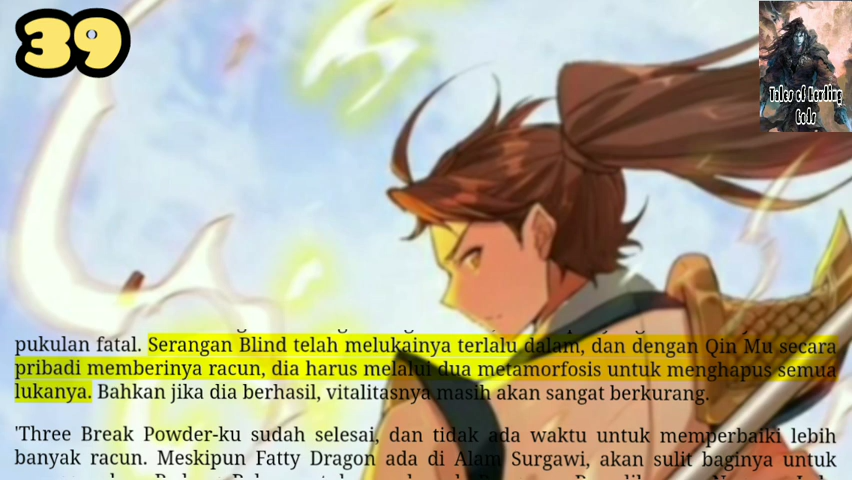 39
Tales of Herding
Gods
pukulan fatal. Serangan Blind telah melukainya terlalu dalam, dan dengan Qin Mu secara
pribadi memberinya racun, dia harus melalui dua metamorfosis untuk menghapus semua
lukanya. Bahkan jika dia berhasil, vitalitasnya masih akan sangat berkurang.
'Three Break Powder-ku sudah selesai, dan tidak ada waktu untuk memperbaiki lebih
banyak racun. Meskipun Fatty Dragon ada di Alam Surgawi, akan sulit baginya untuk